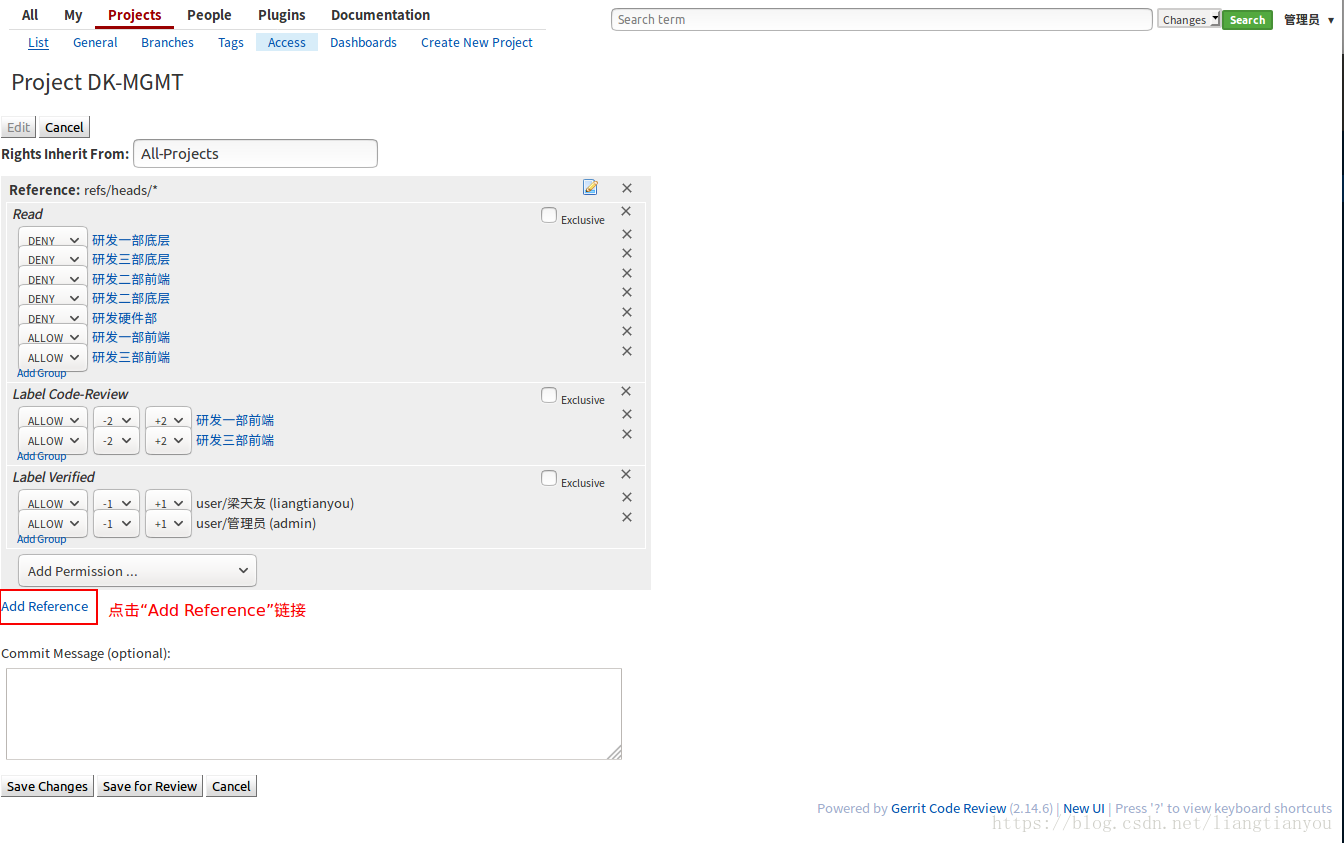 All My Projects People Plugins Documentation Search term Changes Search 管理员 ▼
List General Branches Tags Access Dashboards Create New Project
Project DK-MGMT
Edit Cancel
Rights Inherit From: All-Projects
Reference: refs/heads/*
Read Exclusive
DENY 研发一部底层
DENY 研发三部底层
DENY 研发二部前端
DENY 研发二部底层
DENY 研发硬件部
ALLOW 研发一部前端
ALLOW 研发三部前端
Add Group
Label Code-Review Exclusive
ALLOW -2 +2 研发一部前端
ALLOW -2 +2 研发三部前端
Add Group
Label Verified Exclusive
ALLOW -1 +1 user/梁天友 (liangtianyou)
ALLOW -1 +1 user/管理员 (admin)
Add Group
Add Permission ...
Add Reference 点击“Add Reference”链接
Commit Message (optional):
Save Changes Save for Review Cancel
Powered by Gerrit Code Review (2.14.6) | New UI | Press '?' to view keyboard shortcuts
https://blog.csdn.net/liangtianyou